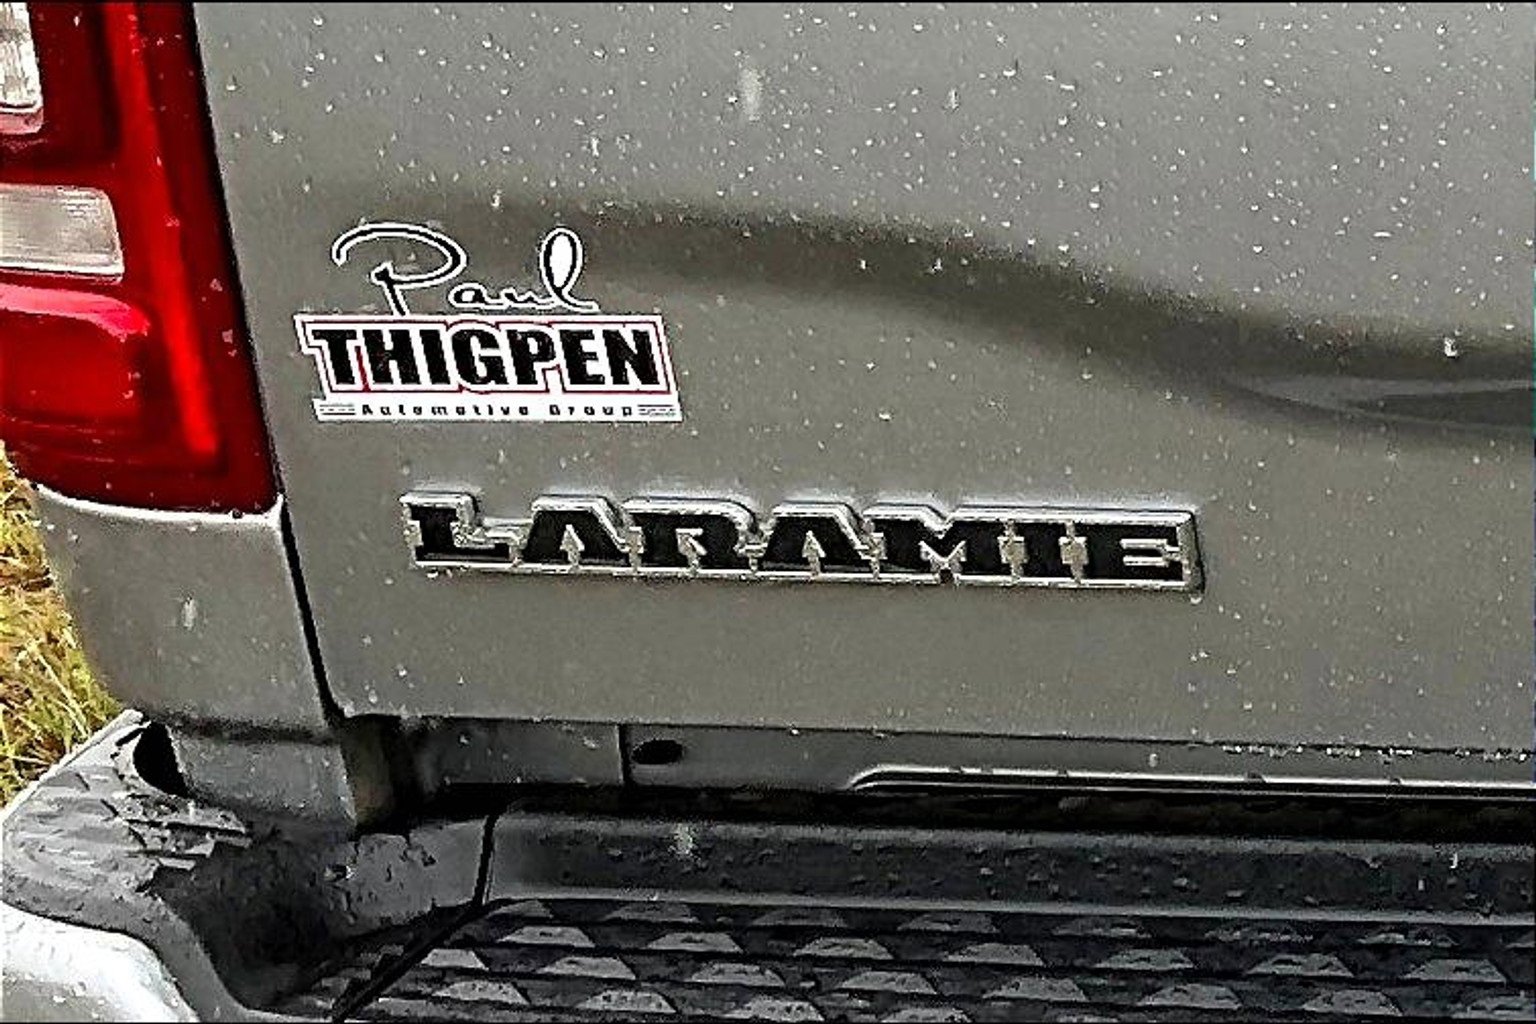 Paul
THIGPEN
Automotive Group
LARAMIE